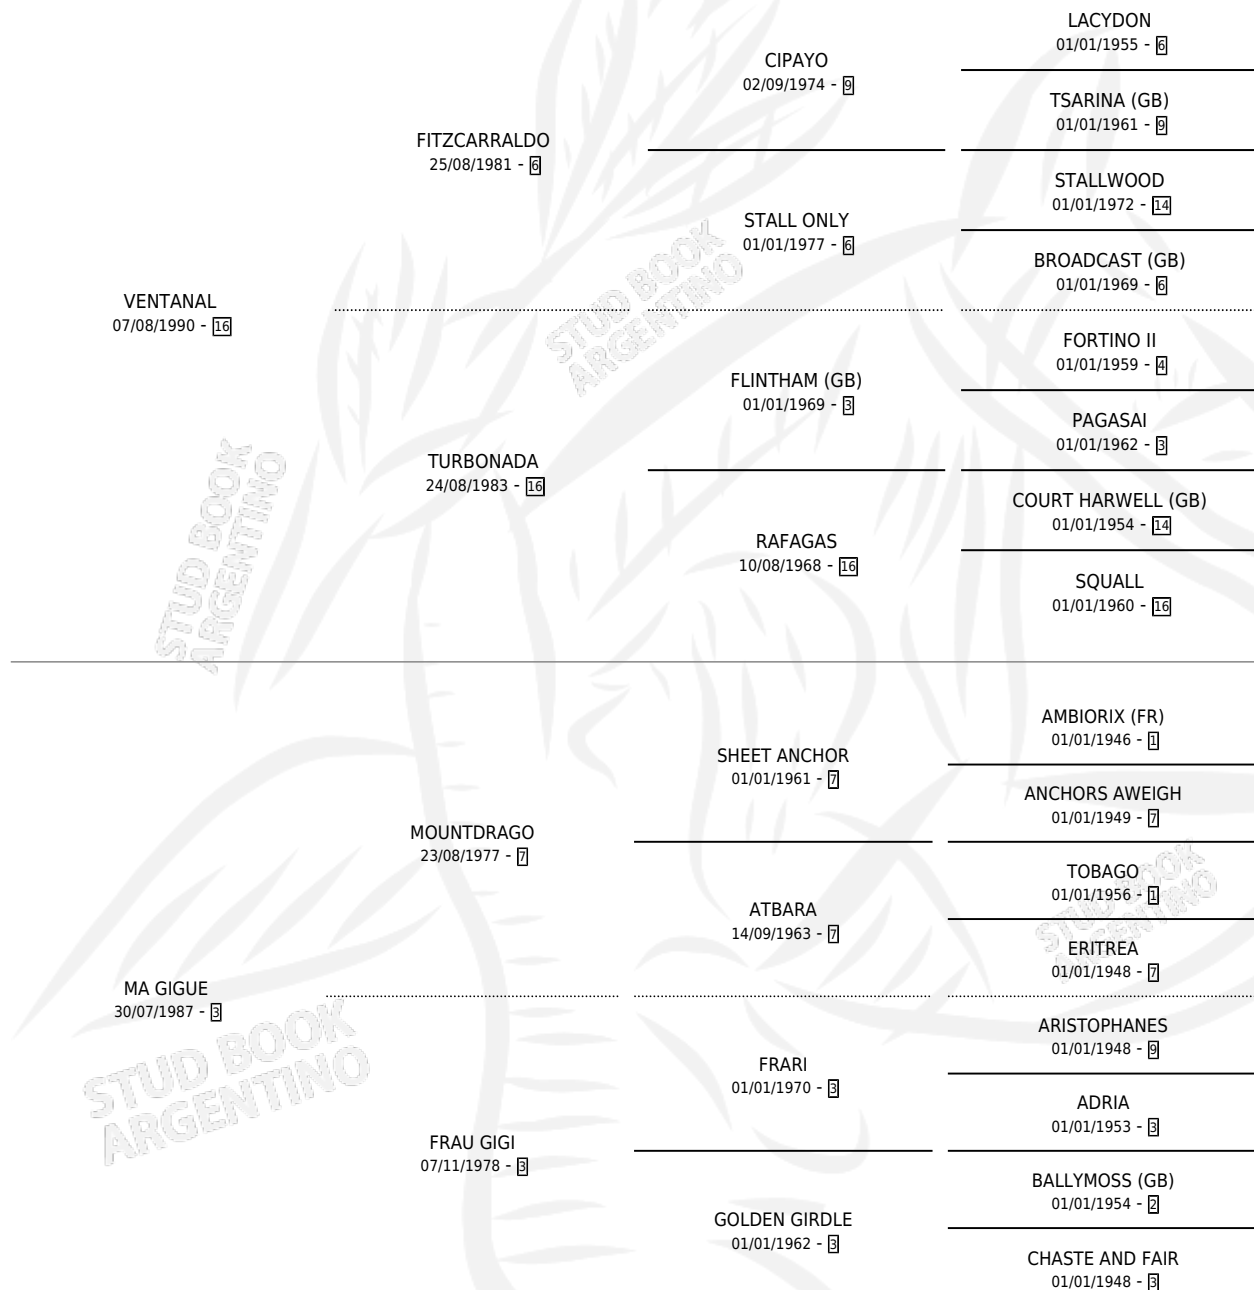 LACYDON
01/01/1955 - 6
CIPAYO
02/09/1974 - 9
TSARINA (GB)
01/01/1961 - 9
FITZCARRALDO
25/08/1981 - 6
STALLWOOD
01/01/1972 - 14
STALL ONLY
01/01/1977 - 6
BROADCAST (GB)
01/01/1969 - 6
VENTANAL
07/08/1990 - 16
STUD BOOK
ARGENTINO
FORTINO II
01/01/1959 - 4
FLINTHAM (GB)
01/01/1969 - 3
PAGASAI
01/01/1962 - 3
TURBONADA
24/08/1983 - 16
COURT HARWELL (GB)
01/01/1954 - 14
RAFAGAS
10/08/1968 - 16
SQUALL
01/01/1960 - 16
STUD BOOK
ARGENTINO
AMBIORIX (FR)
01/01/1946 - 1
SHEET ANCHOR
01/01/1961 - 7
ANCHORS AWEIGH
01/01/1949 - 7
MOUNTDRAGO
23/08/1977 - 7
TOBAGO
01/01/1956 - 1
ATBARA
14/09/1963 - 7
STUD BOOK
ARGENTINO
ERITREA
01/01/1948 - 7
MA GIGUE
30/07/1987 - 3
STUD BOOK
ARGENTINO
ARISTOPHANES
01/01/1948 - 9
FRARI
01/01/1970 - 3
ADRIA
01/01/1953 - 3
FRAU GIGI
07/11/1978 - 3
BALLYMOSS (GB)
01/01/1954 - 2
GOLDEN GIRDLE
01/01/1962 - 3
CHASTE AND FAIR
01/01/1948 - 3